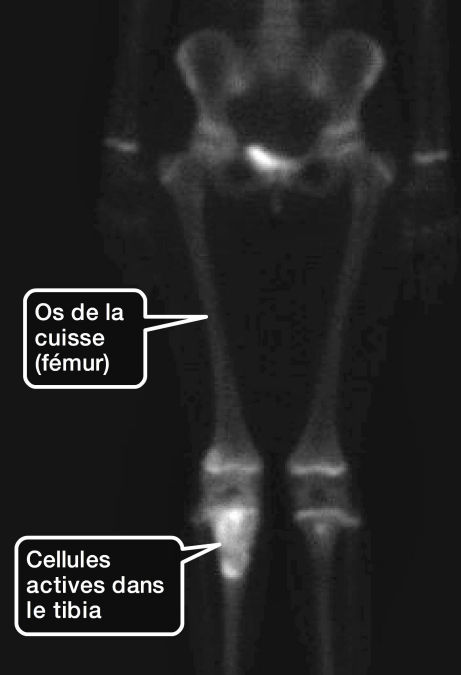 Os de la
cuisse
(fémur)
Cellules
actives dans
le tibia